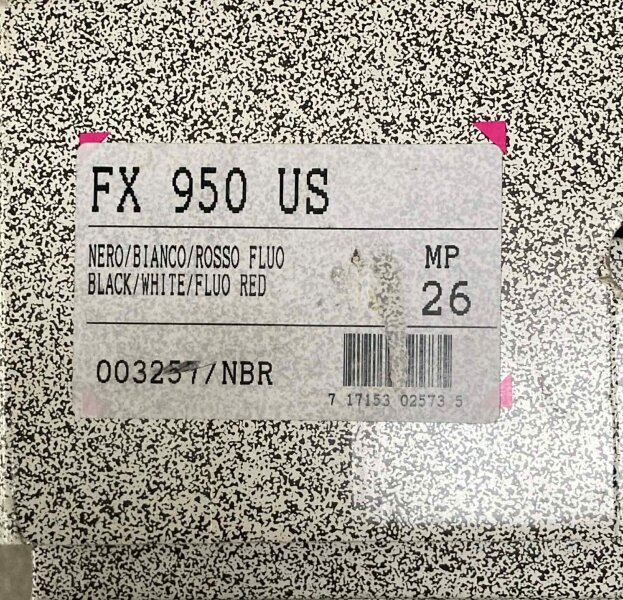 FX 950 US
NERO/BIANCO/ROSSO FLUO
BLACK/WHITE/FLUO RED
MP
26
003257/NBR
7 17153 02573 5